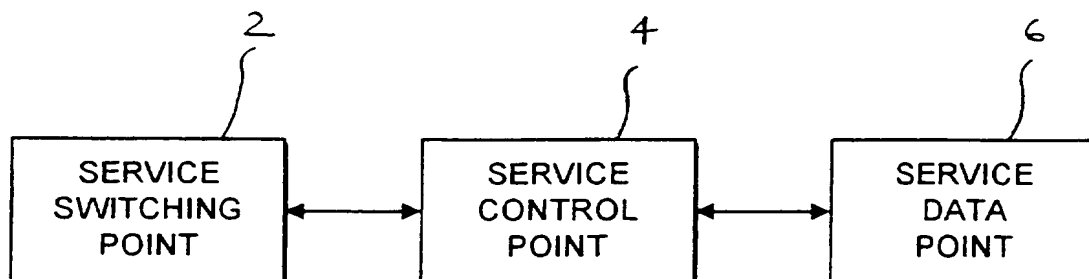 2
4
6
SERVICE
SWITCHING
POINT
SERVICE
CONTROL
POINT
SERVICE
DATA
POINT